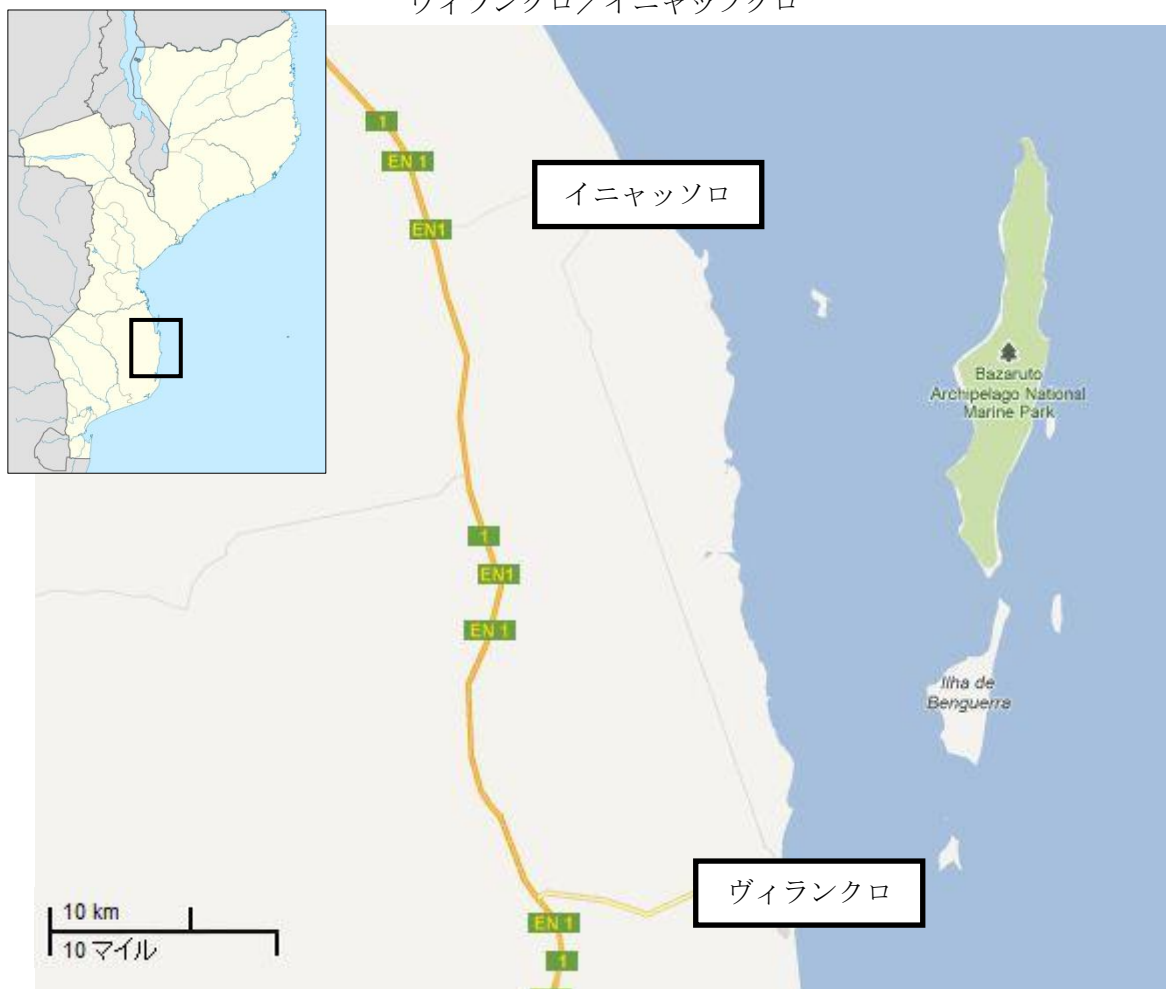 ヴィランクロ／イニャッソクロ
1
EN 1
イニャッソロ
EN1
Bazaruto
Archipelago National
Marine Park
1
EN1
EN 1
Ilha de
Benguerra
ヴィランクロ
EN 1
1
10 km
10 マイル